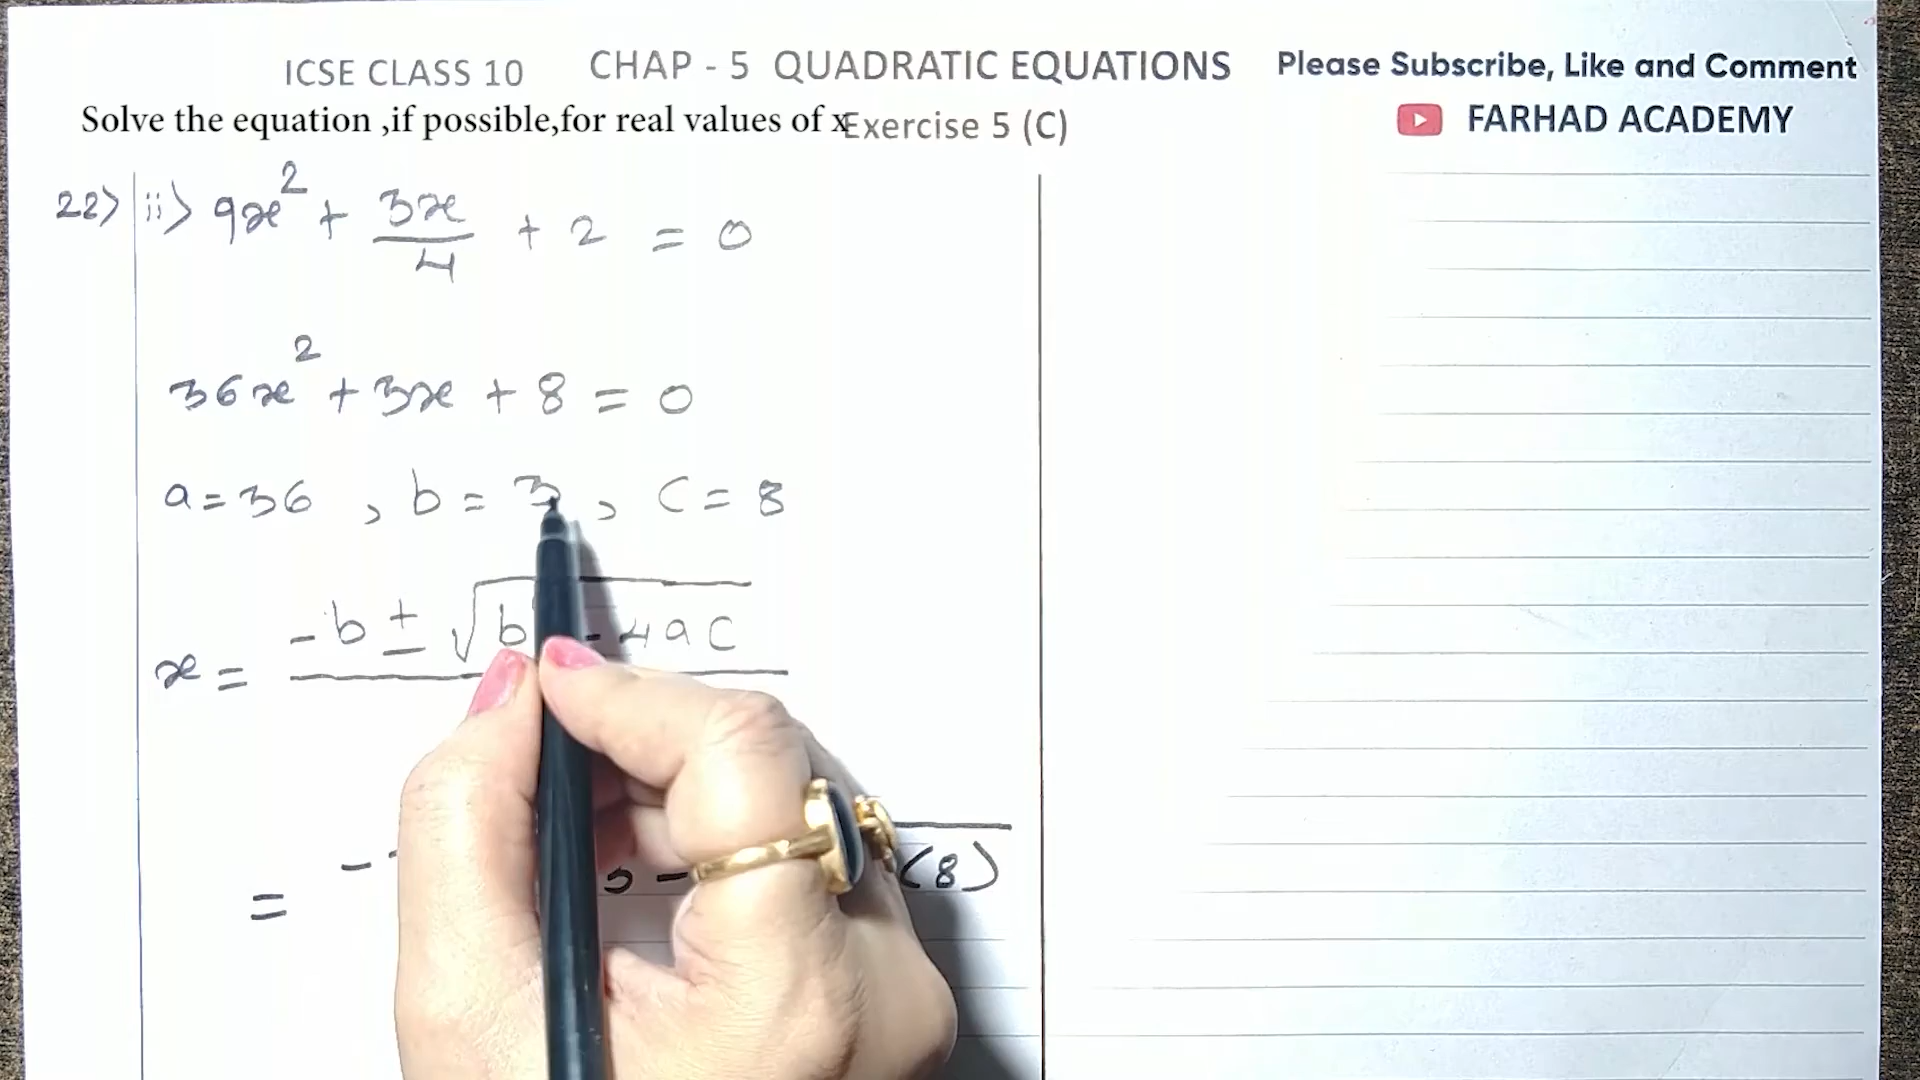 ICSE CLASS 10 CHAP - 5 QUADRATIC EQUATIONS Please Subscribe, Like and Comment
Solve the equation ,if possible,for real values of x Exercise 5 (C) FARHAD ACADEMY
22> ii> 9x² + 3x/4 + 2 = 0
36x² + 3x + 8 = 0
a = 36 , b = 3 , c = 8
x = -b ± √b - 4ac
= - - (8)